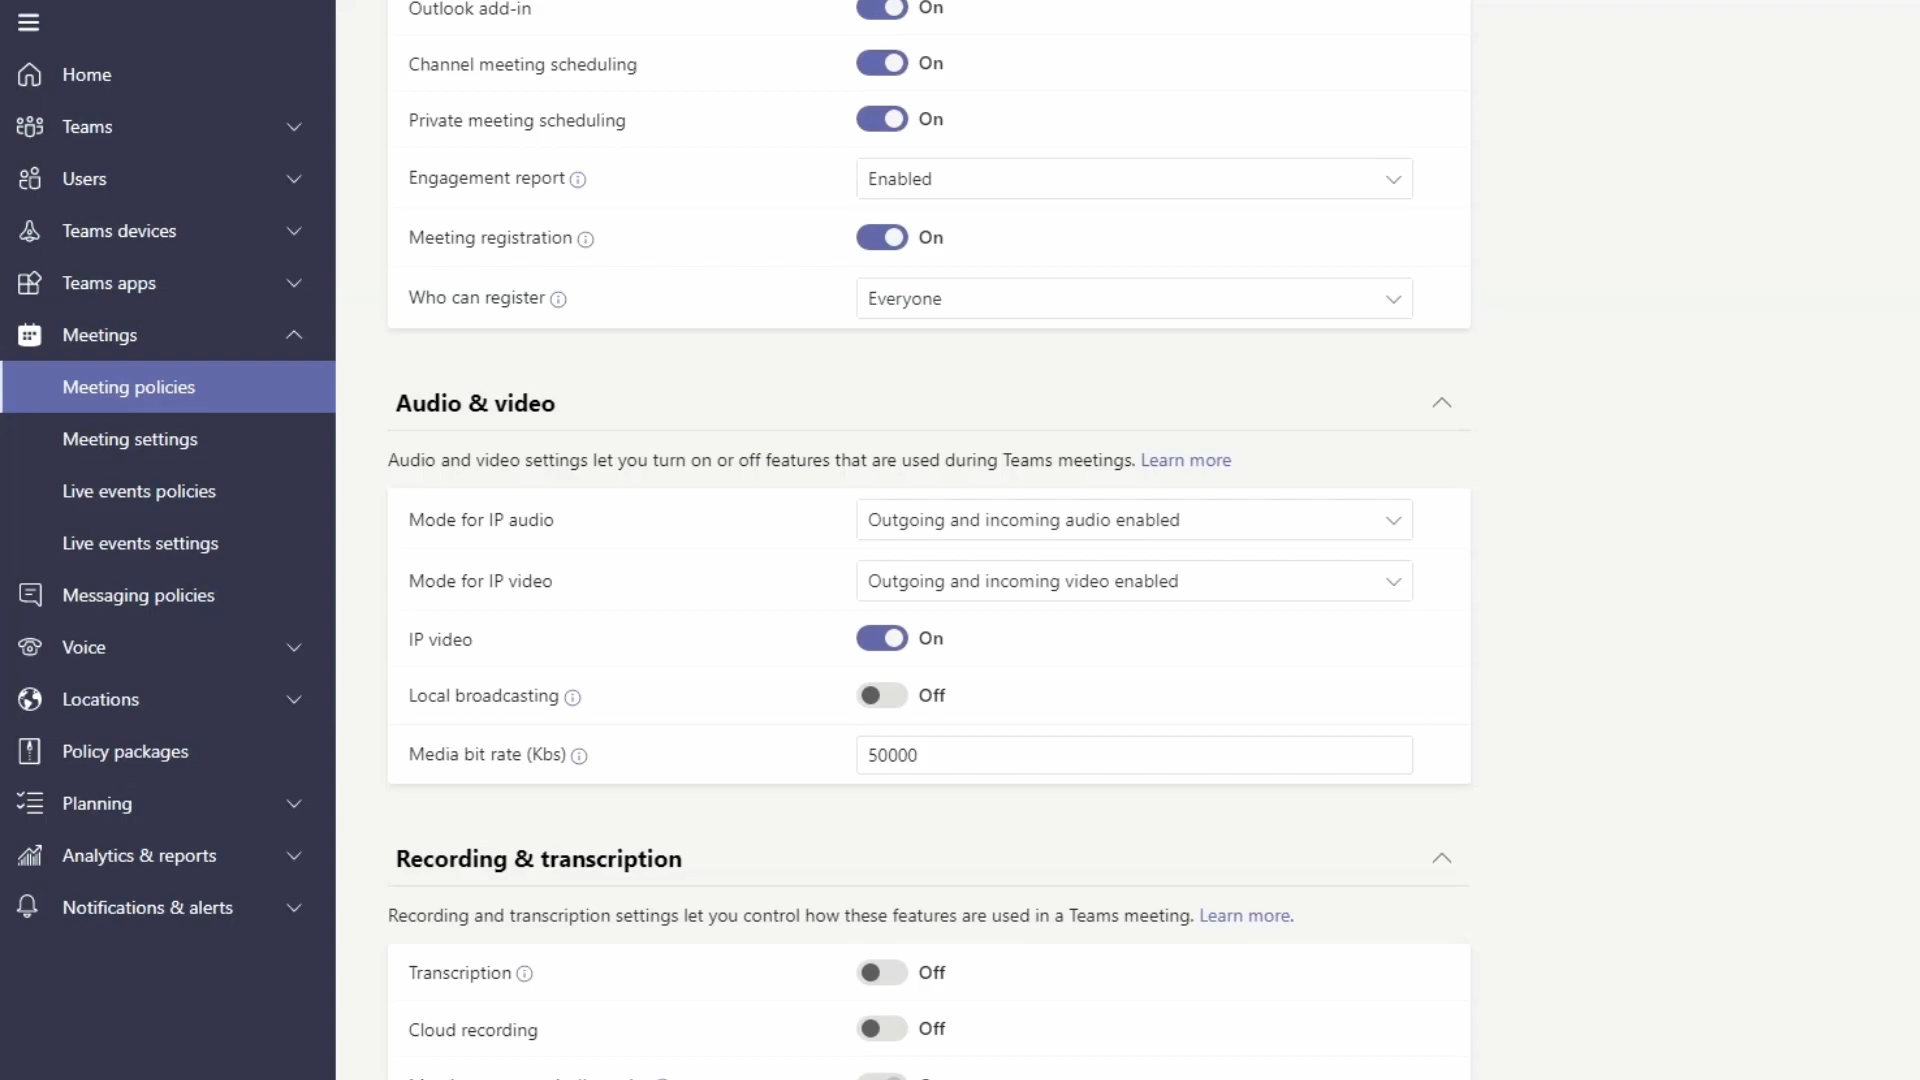 Outlook add-in On
Home
Channel meeting scheduling On
Teams
Private meeting scheduling On
Users
Engagement report Enabled
Teams devices
Meeting registration On
Teams apps
Who can register Everyone
Meetings
Meeting policies
Audio & video
Meeting settings
Audio and video settings let you turn on or off features that are used during Teams meetings. Learn more
Live events policies
Mode for IP audio Outgoing and incoming audio enabled
Live events settings
Mode for IP video Outgoing and incoming video enabled
Messaging policies
IP video On
Voice
Local broadcasting Off
Locations
Policy packages
Media bit rate (Kbs) 50000
Planning
Analytics & reports
Recording & transcription
Notifications & alerts
Recording and transcription settings let you control how these features are used in a Teams meeting. Learn more.
Transcription Off
Cloud recording Off